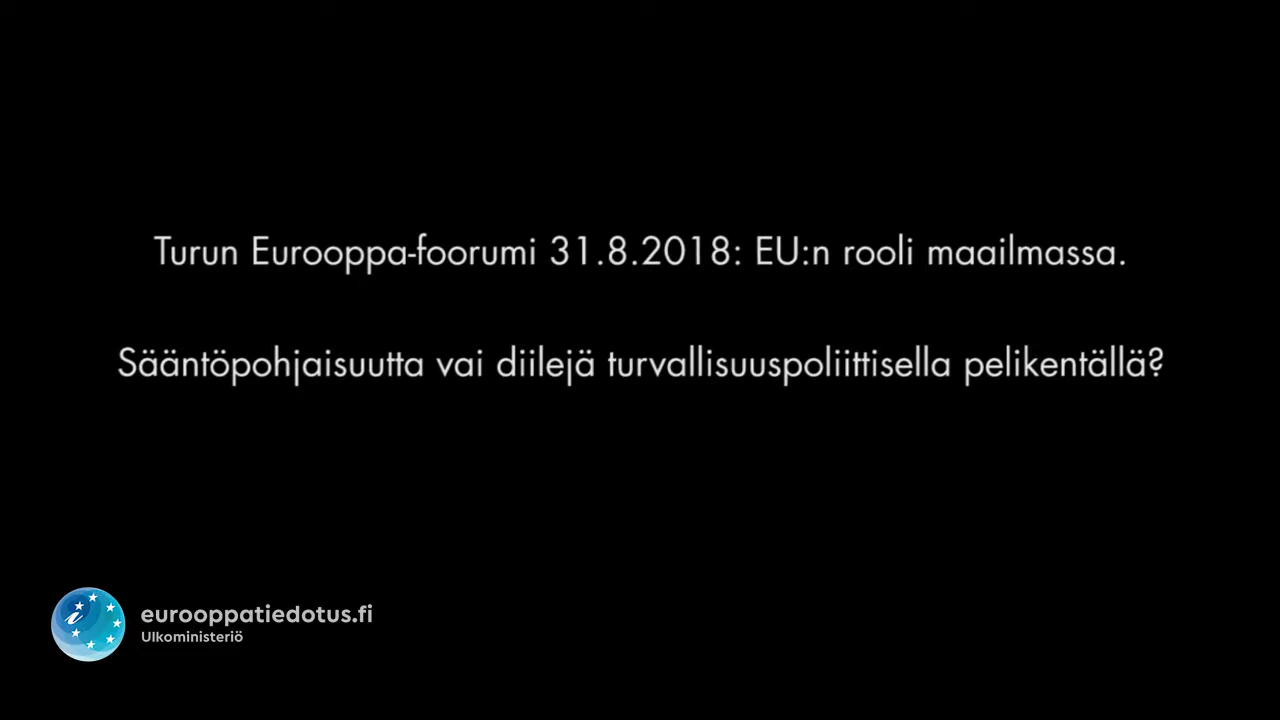 Turun Eurooppa-foorumi 31.8.2018: EU:n rooli maailmassa.
Sääntöpohjaisuutta vai diilejä turvallisuuspoliittisella pelikentällä?
i
eurooppatiedotus.fi
Ulkoministeriö